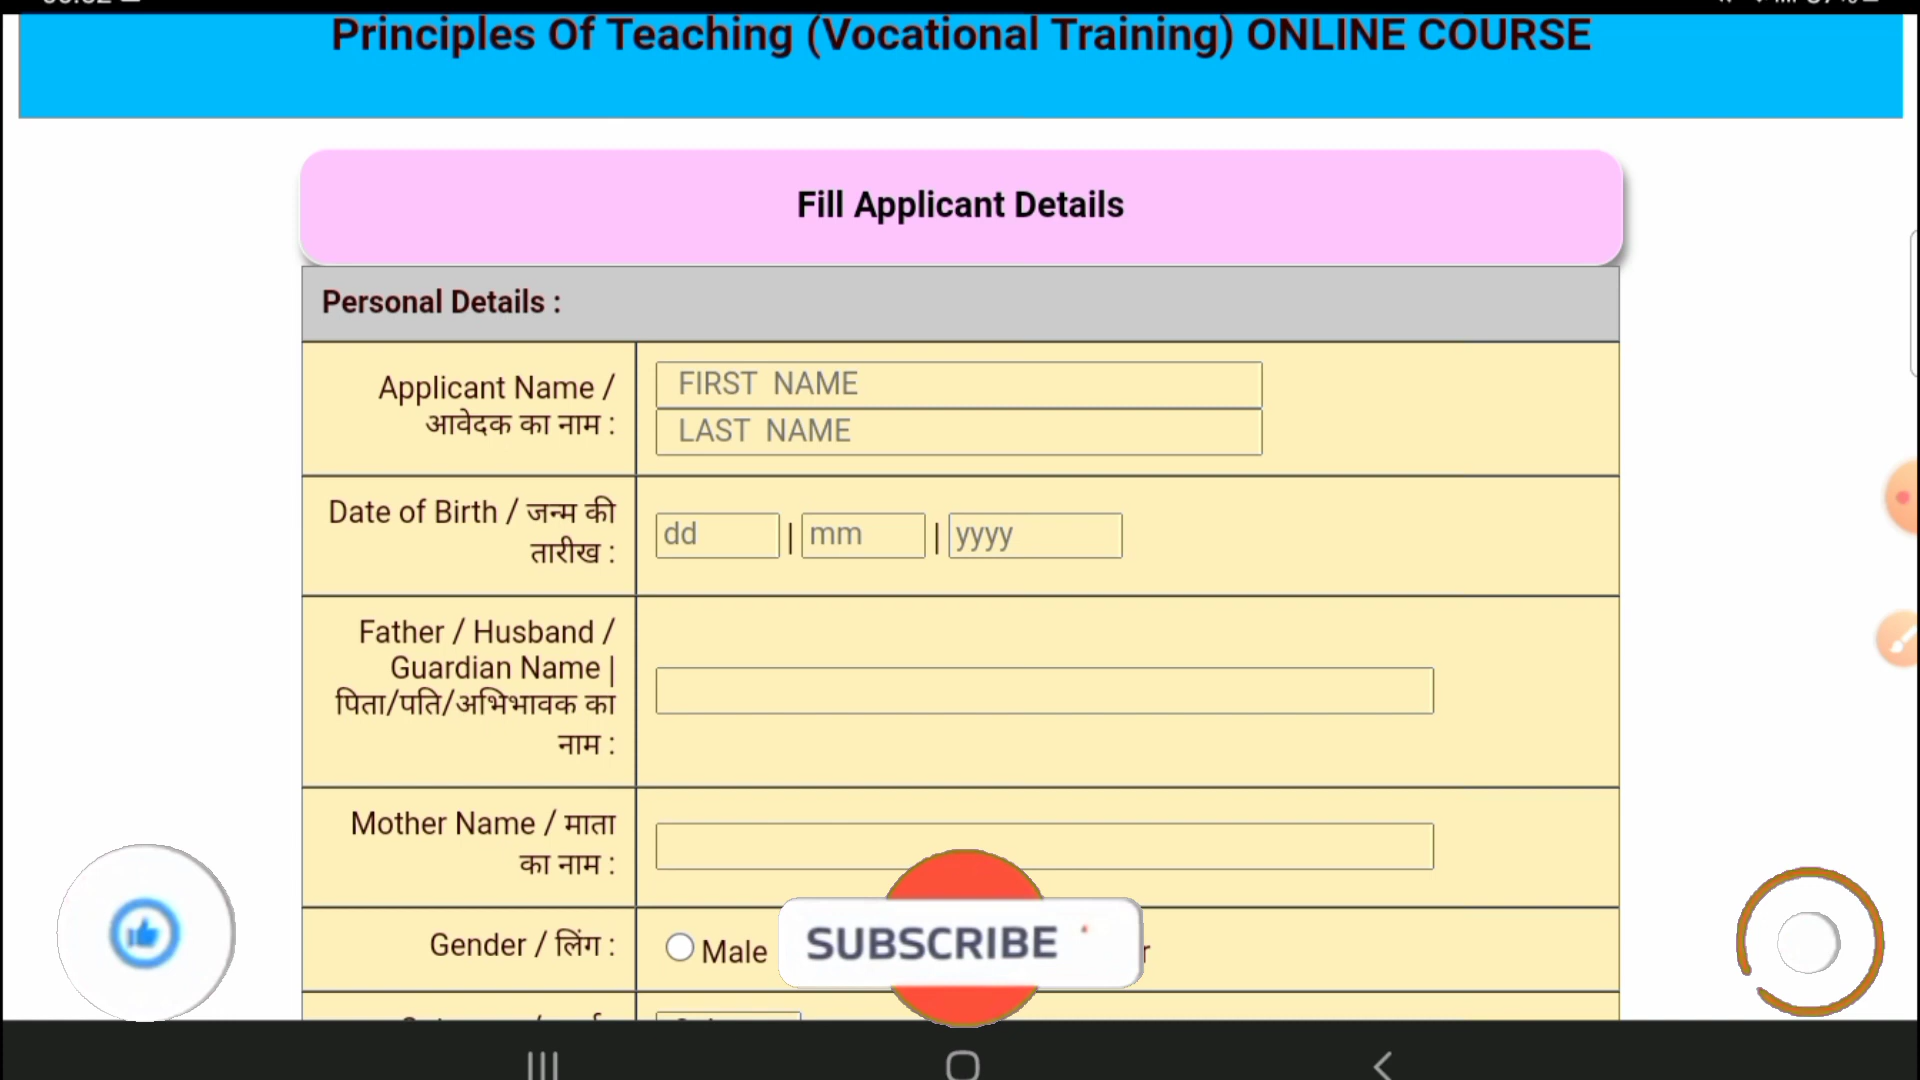 Principles Of Teaching (Vocational Training) ONLINE COURSE
Fill Applicant Details
Personal Details :
Applicant Name /
आवेदक का नाम :
FIRST NAME
LAST NAME
Date of Birth / जन्म की
तारीख :
dd | mm | yyyy
Father / Husband /
Guardian Name |
पिता/पति/अभिभावक का
नाम :
Mother Name / माता
का नाम :
Gender / लिंग :
Male
SUBSCRIBE